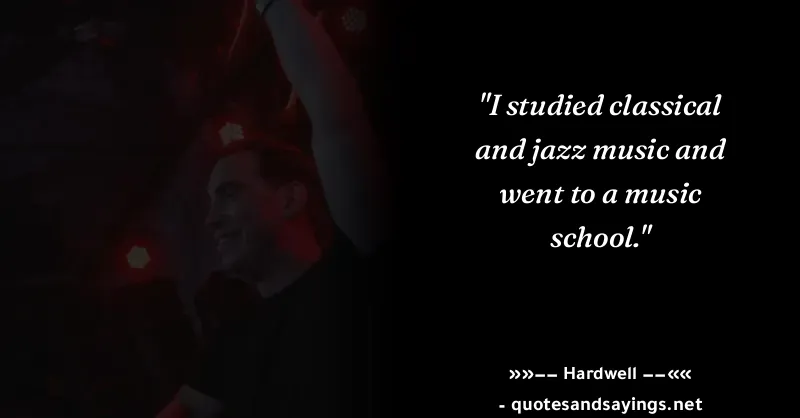 "I studied classical
and jazz music and
went to a music
school."
»»−− Hardwell −−««
- quotesandsayings.net